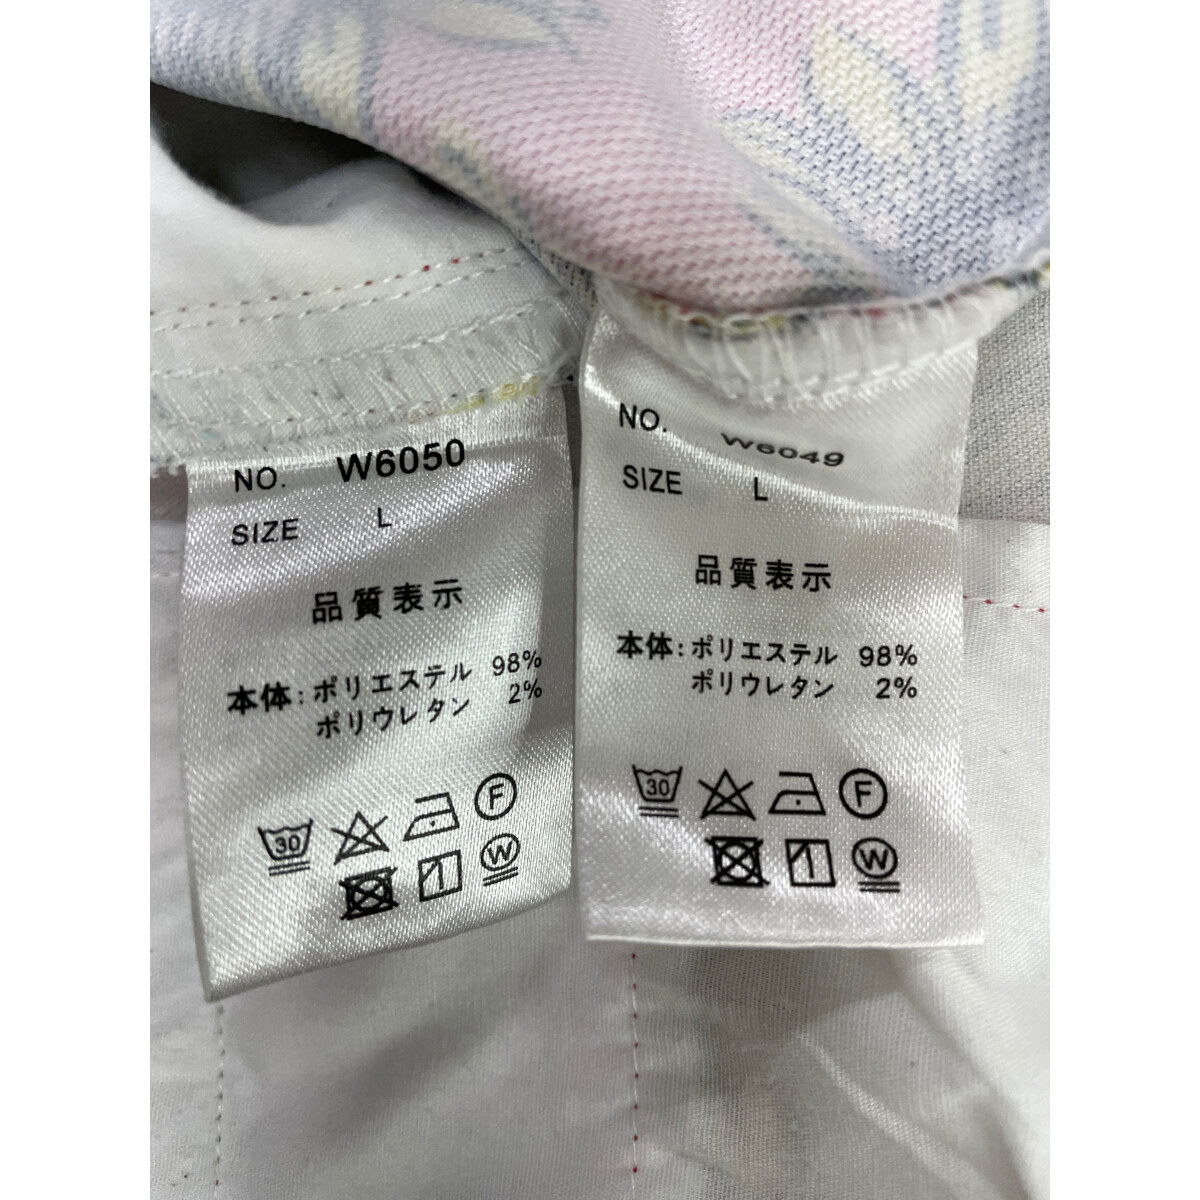 NO. W6050
SIZE L
品質表示
本体:ポリエステル 98%
ポリウレタン 2%
30
F
W
NO. W6049
SIZE L
品質表示
本体:ポリエステル 98%
ポリウレタン 2%
30
F
W